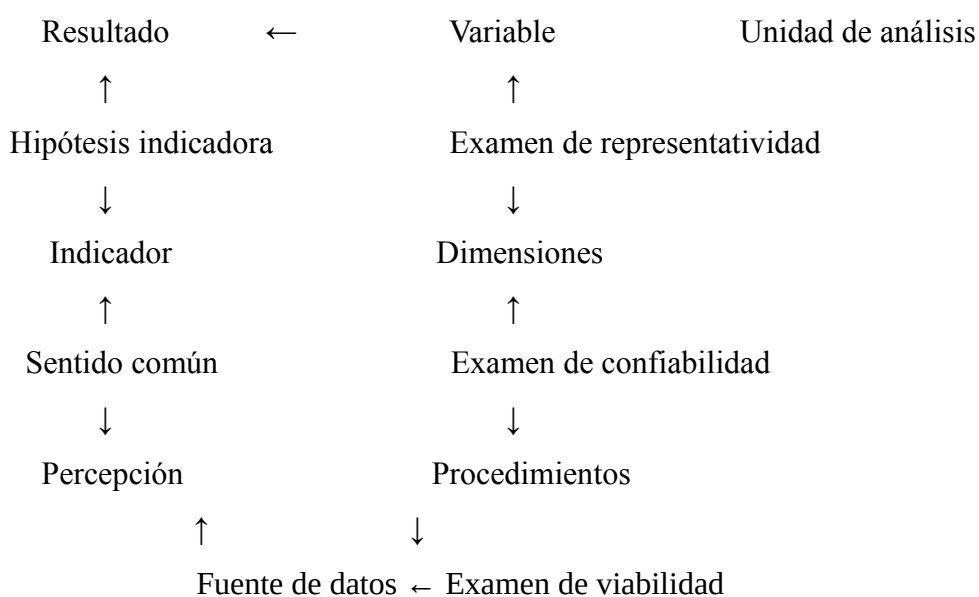 Resultado ← Variable Unidad de análisis
↑ ↑
Hipótesis indicadora Examen de representatividad
↓ ↓
Indicador Dimensiones
↑ ↑
Sentido común Examen de confiabilidad
↓ ↓
Percepción Procedimientos
↑ ↓
Fuente de datos ← Examen de viabilidad